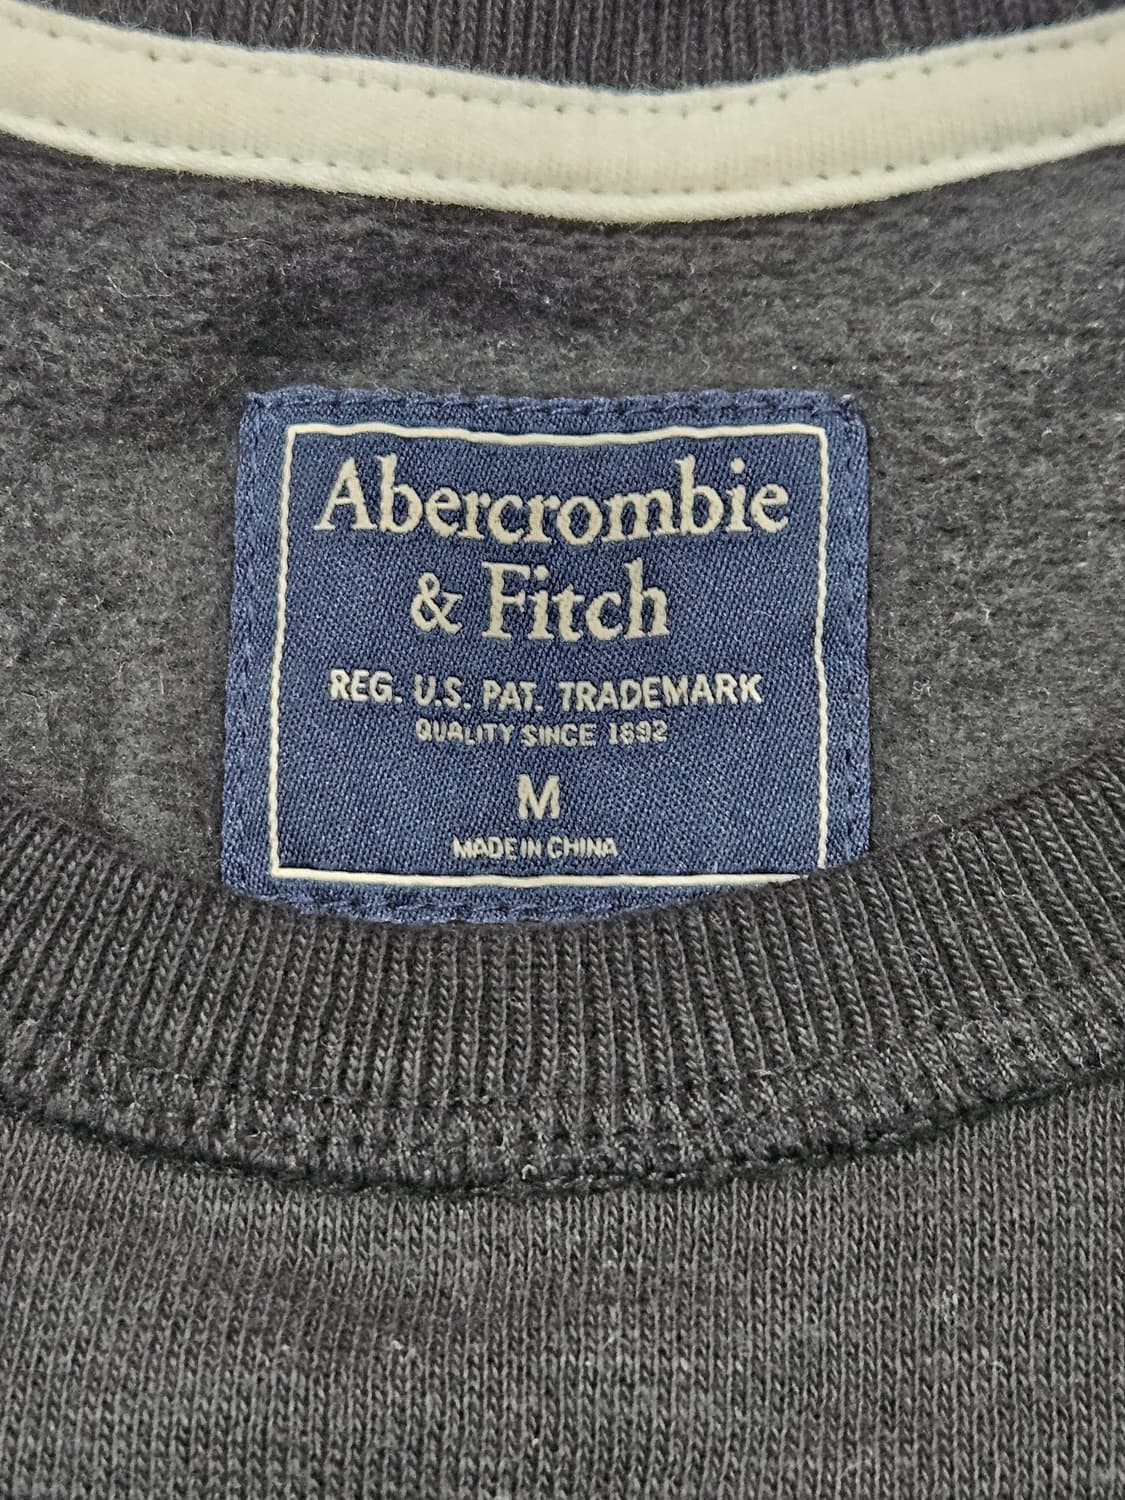 Abercrombie
& Fitch
REG. U.S. PAT. TRADEMARK
QUALITY SINCE 1892
M
MADE IN CHINA